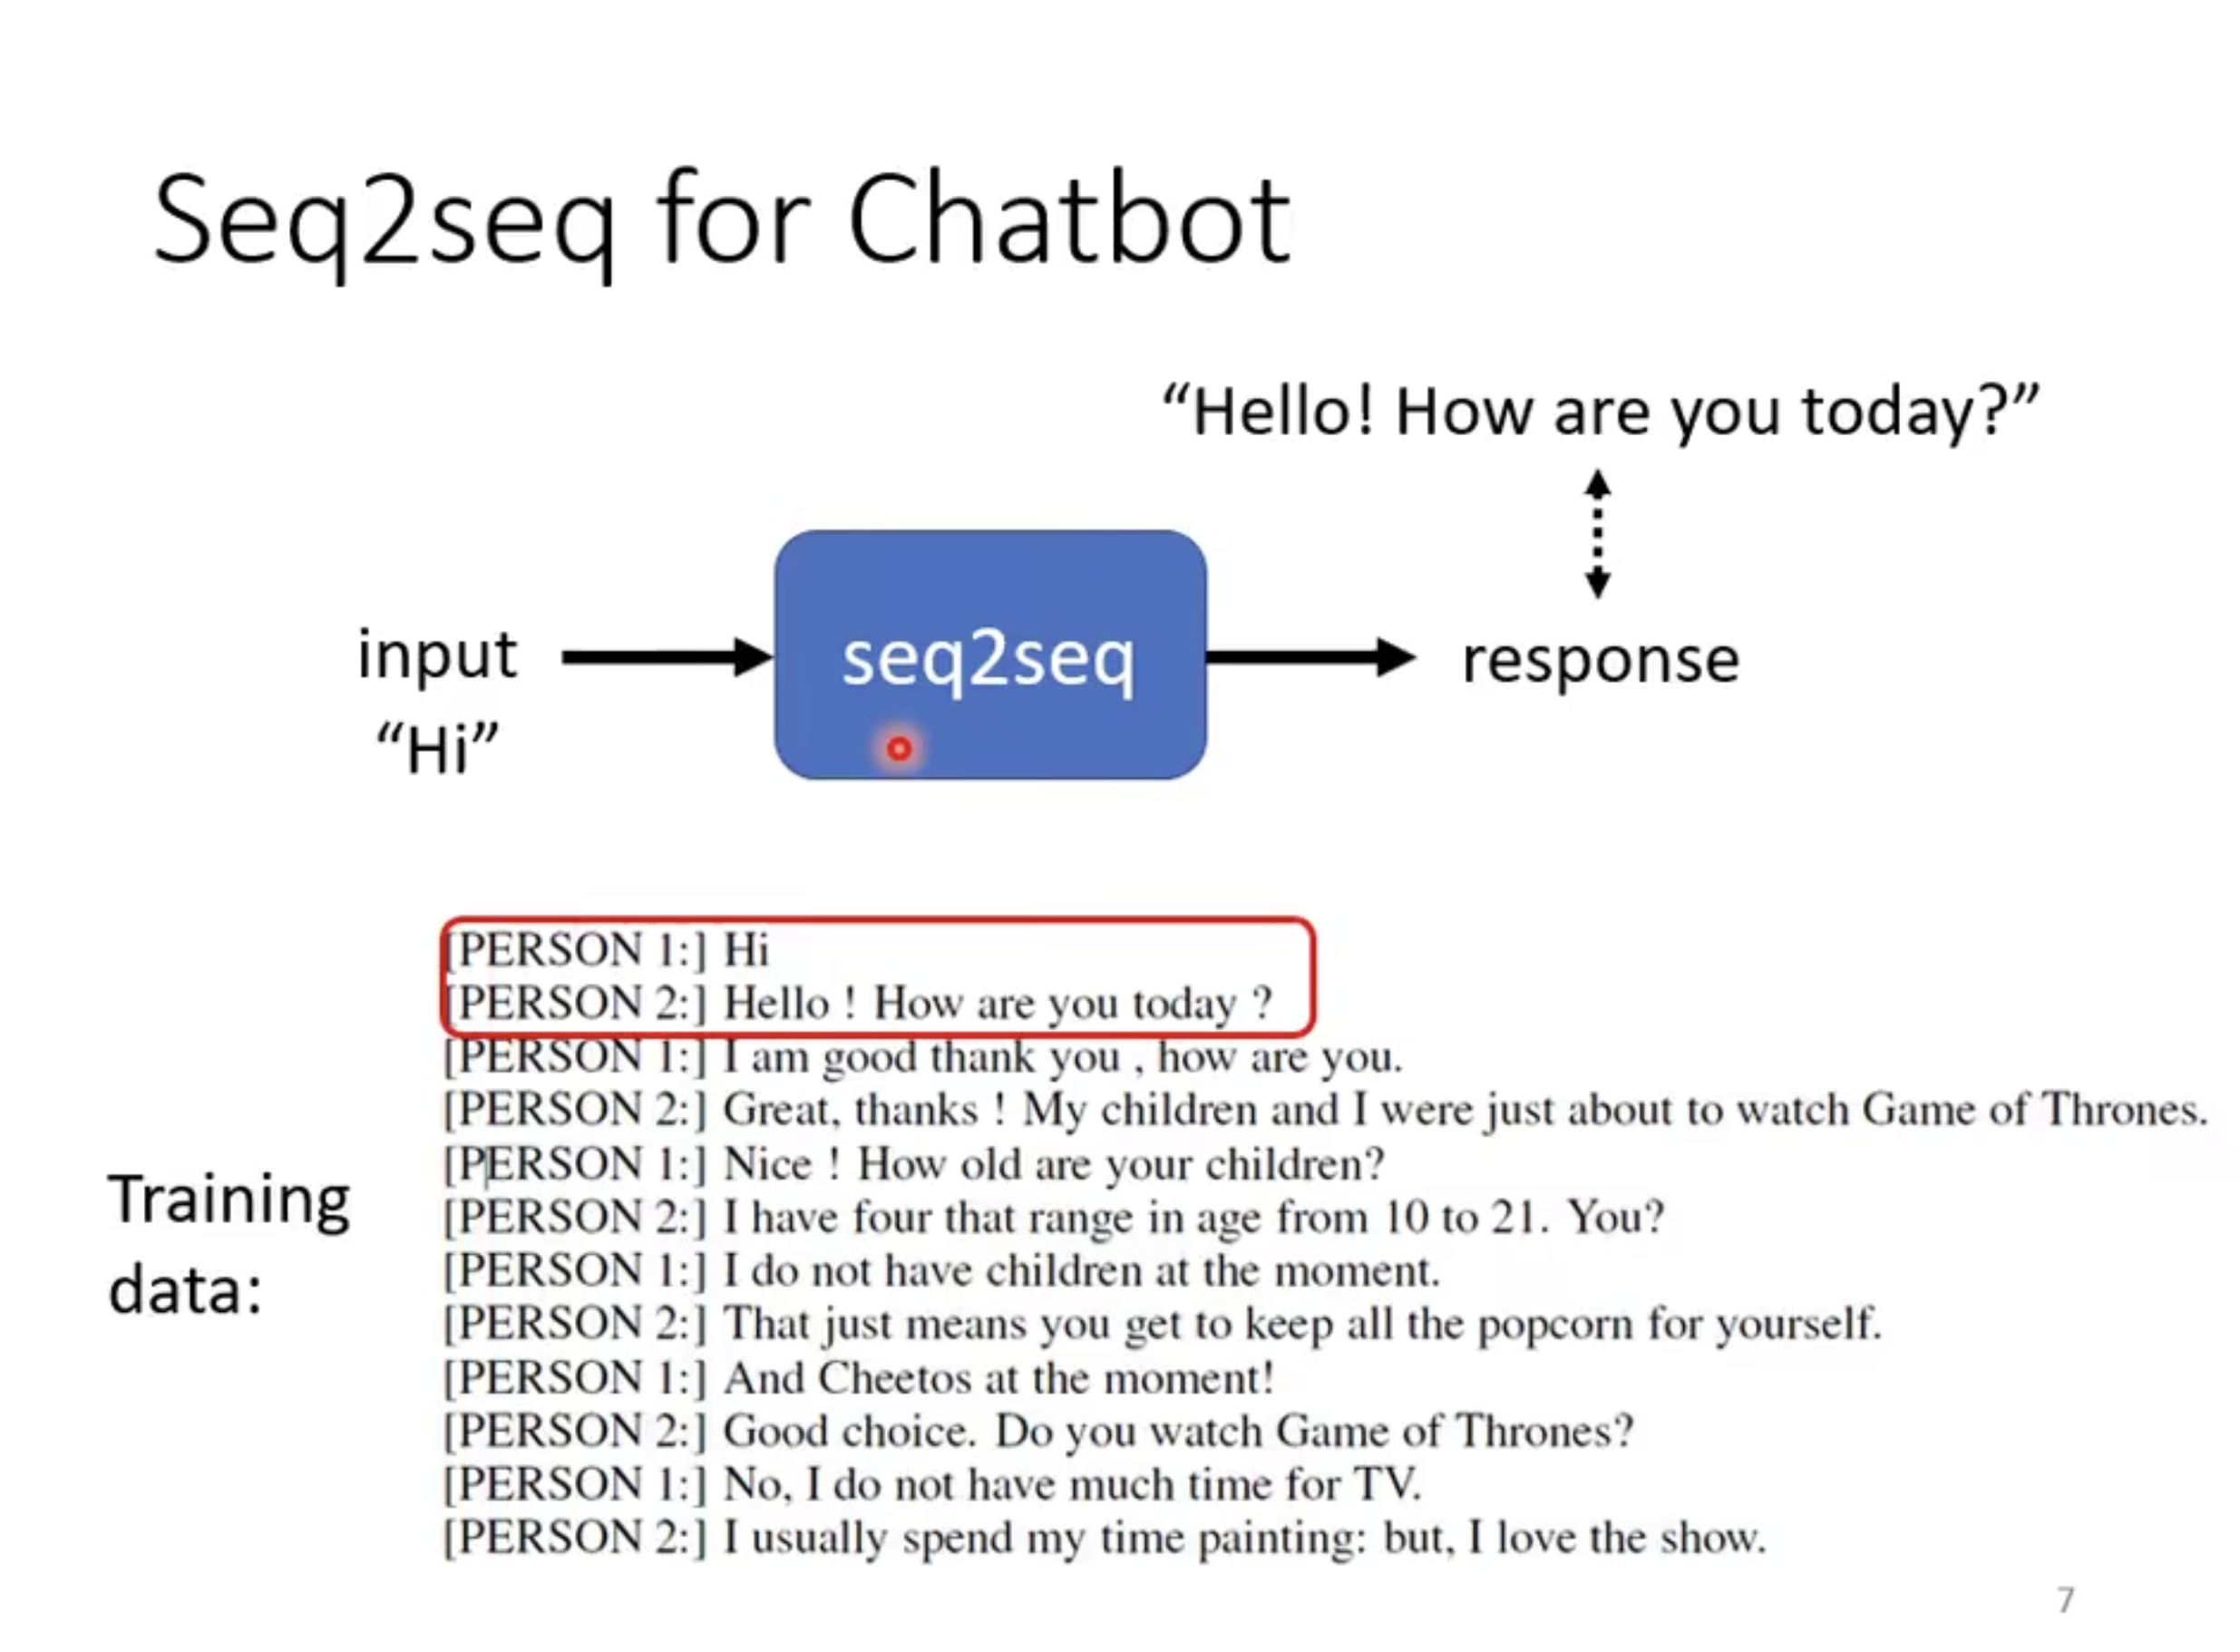 Seq2seq for Chatbot
“Hello! How are you today?”
input
seq2seq
response
“Hi”
Training
data:
[PERSON 1:] Hi
[PERSON 2:] Hello ! How are you today ?
[PERSON 1:] I am good thank you , how are you.
[PERSON 2:] Great, thanks ! My children and I were just about to watch Game of Thrones.
[PERSON 1:] Nice ! How old are your children?
[PERSON 2:] I have four that range in age from 10 to 21. You?
[PERSON 1:] I do not have children at the moment.
[PERSON 2:] That just means you get to keep all the popcorn for yourself.
[PERSON 1:] And Cheetos at the moment!
[PERSON 2:] Good choice. Do you watch Game of Thrones?
[PERSON 1:] No, I do not have much time for TV.
[PERSON 2:] I usually spend my time painting: but, I love the show.
7